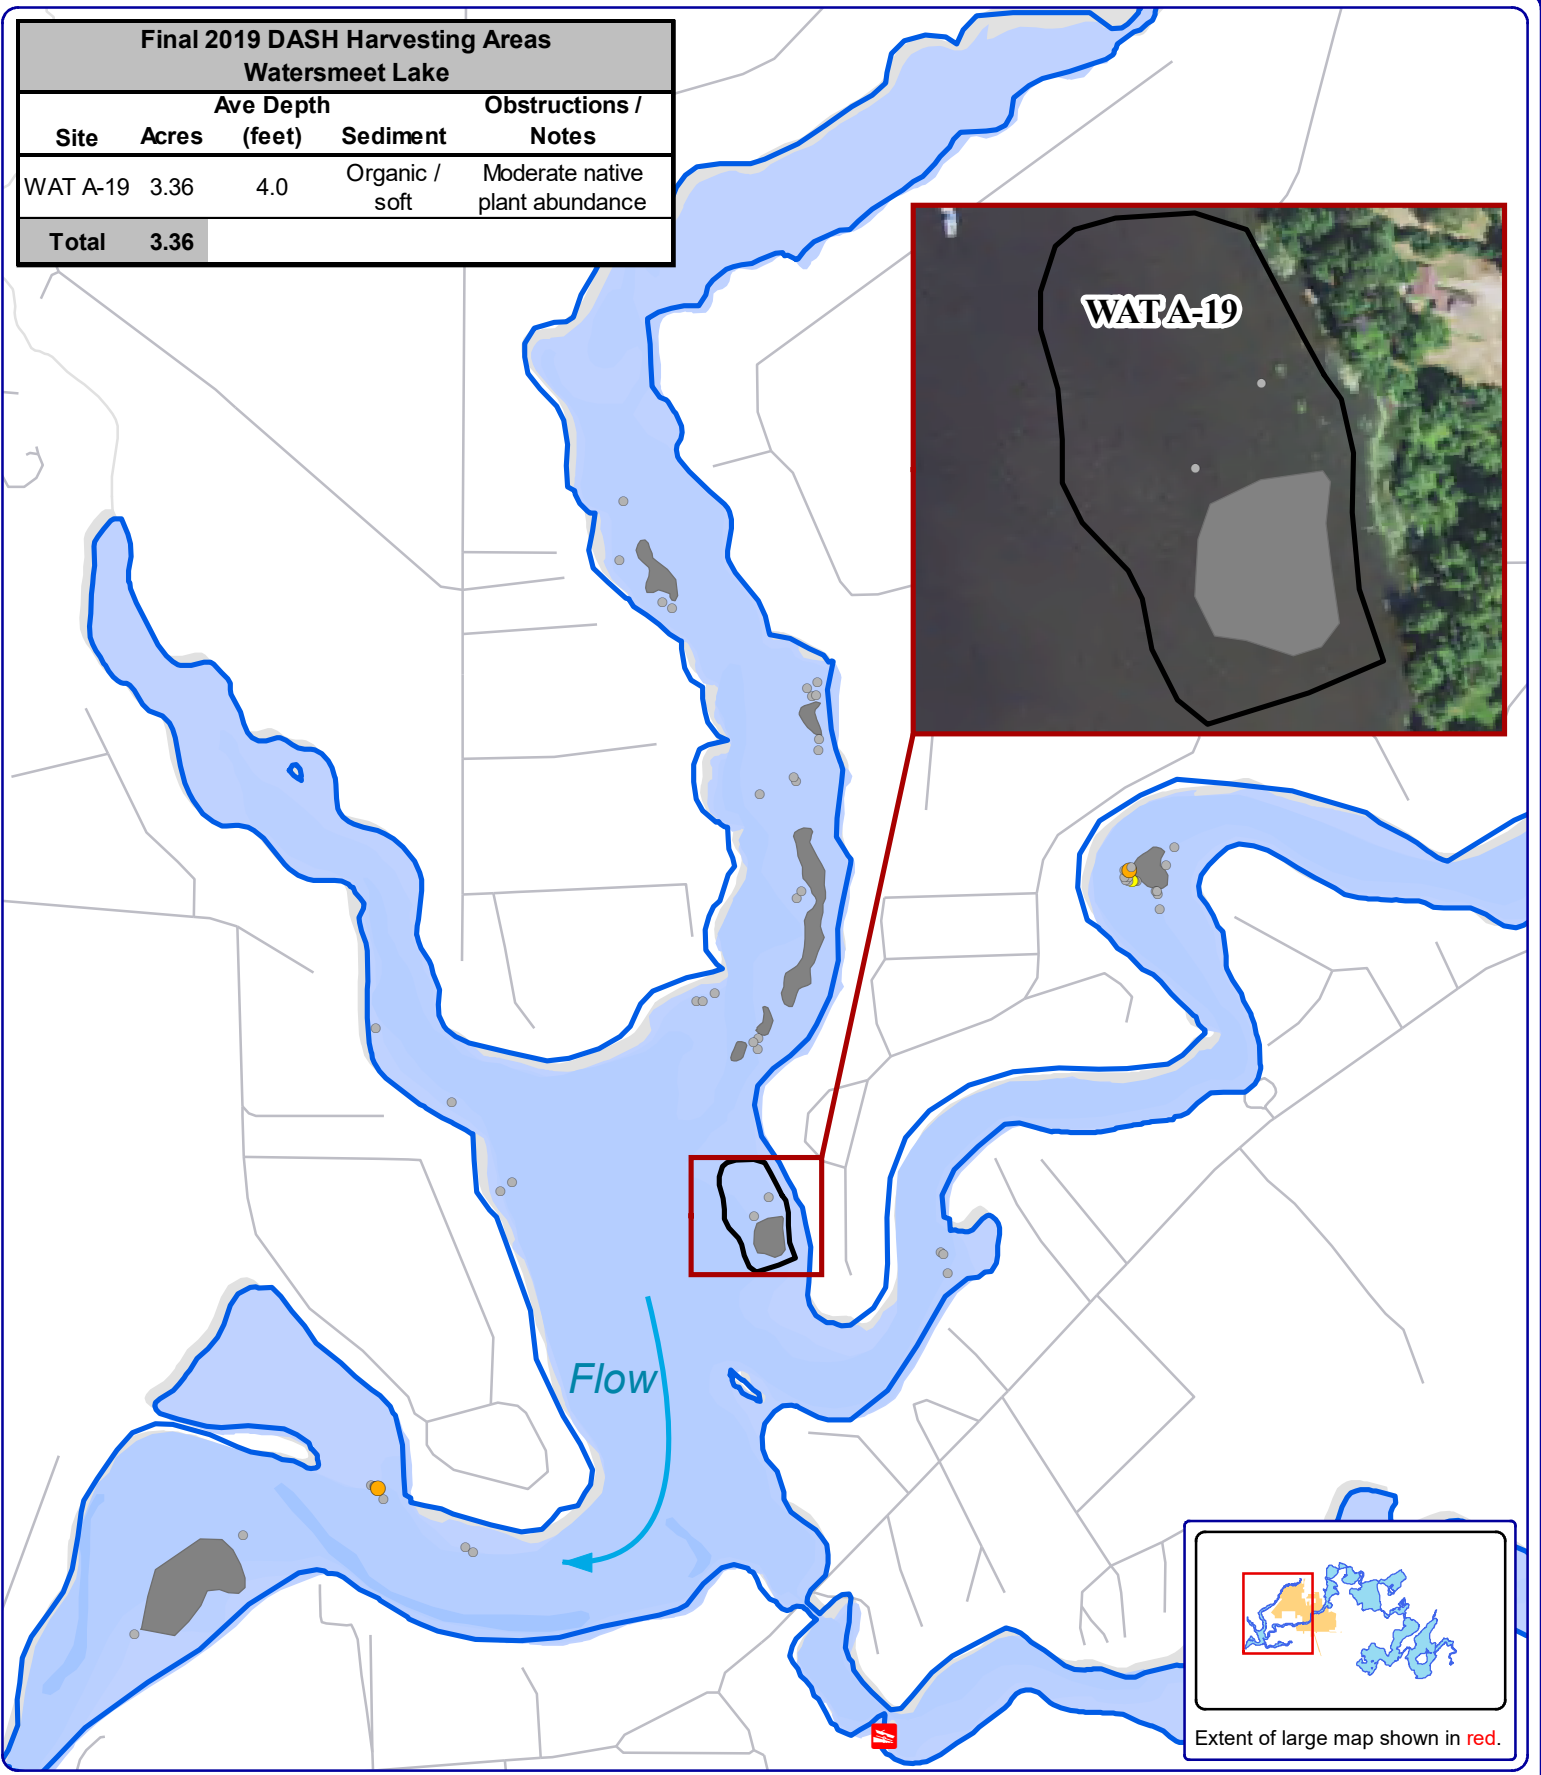 Final 2019 DASH Harvesting Areas
Watersmeet Lake
Site Acres Ave Depth (feet) Sediment Obstructions / Notes
WAT A-19 3.36 4.0 Organic / soft Moderate native plant abundance
Total 3.36
WAT A-19
Flow
Extent of large map shown in red.